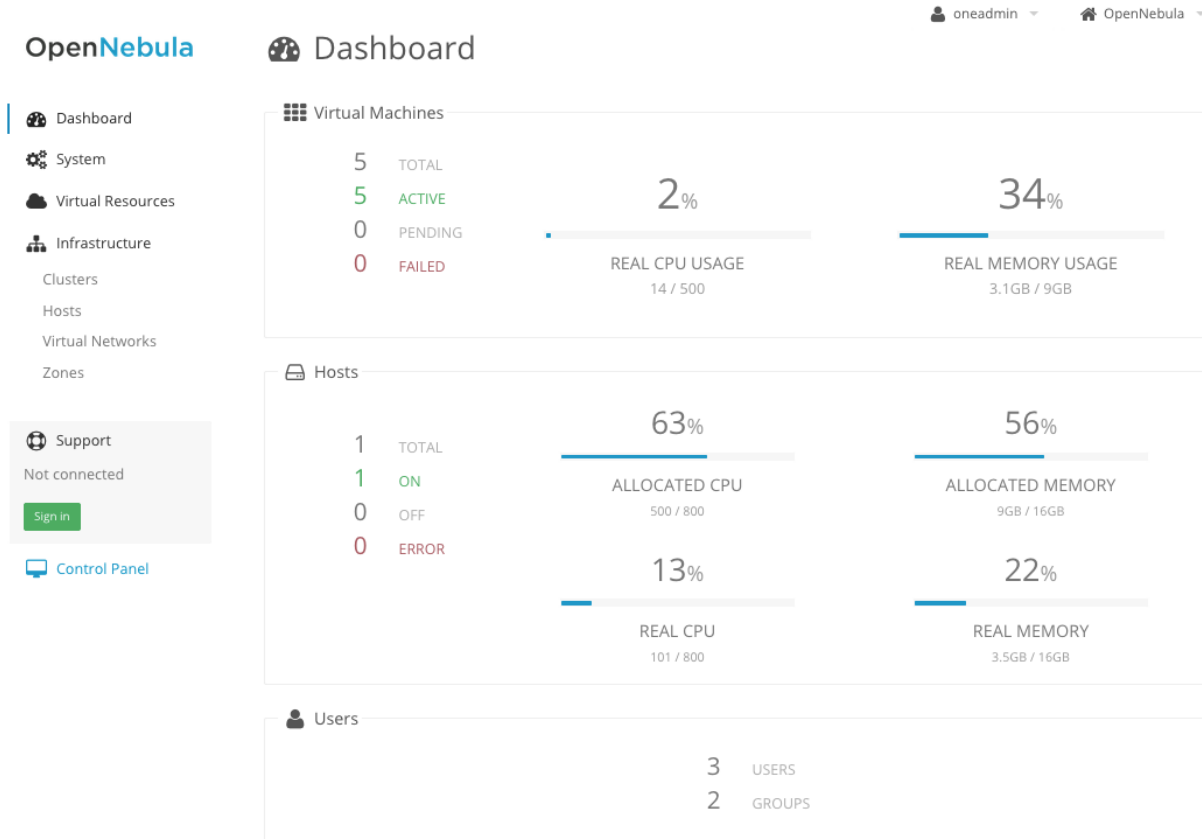 oneadmin OpenNebula
OpenNebula
Dashboard
Dashboard
System
Virtual Resources
Infrastructure
Clusters
Hosts
Virtual Networks
Zones
Support
Not connected
Sign in
Control Panel
Virtual Machines
5 TOTAL
5 ACTIVE
0 PENDING
0 FAILED
2%
REAL CPU USAGE
14 / 500
34%
REAL MEMORY USAGE
3.1GB / 9GB
Hosts
1 TOTAL
1 ON
0 OFF
0 ERROR
63%
ALLOCATED CPU
500 / 800
56%
ALLOCATED MEMORY
9GB / 16GB
13%
REAL CPU
101 / 800
22%
REAL MEMORY
3.5GB / 16GB
Users
3 USERS
2 GROUPS